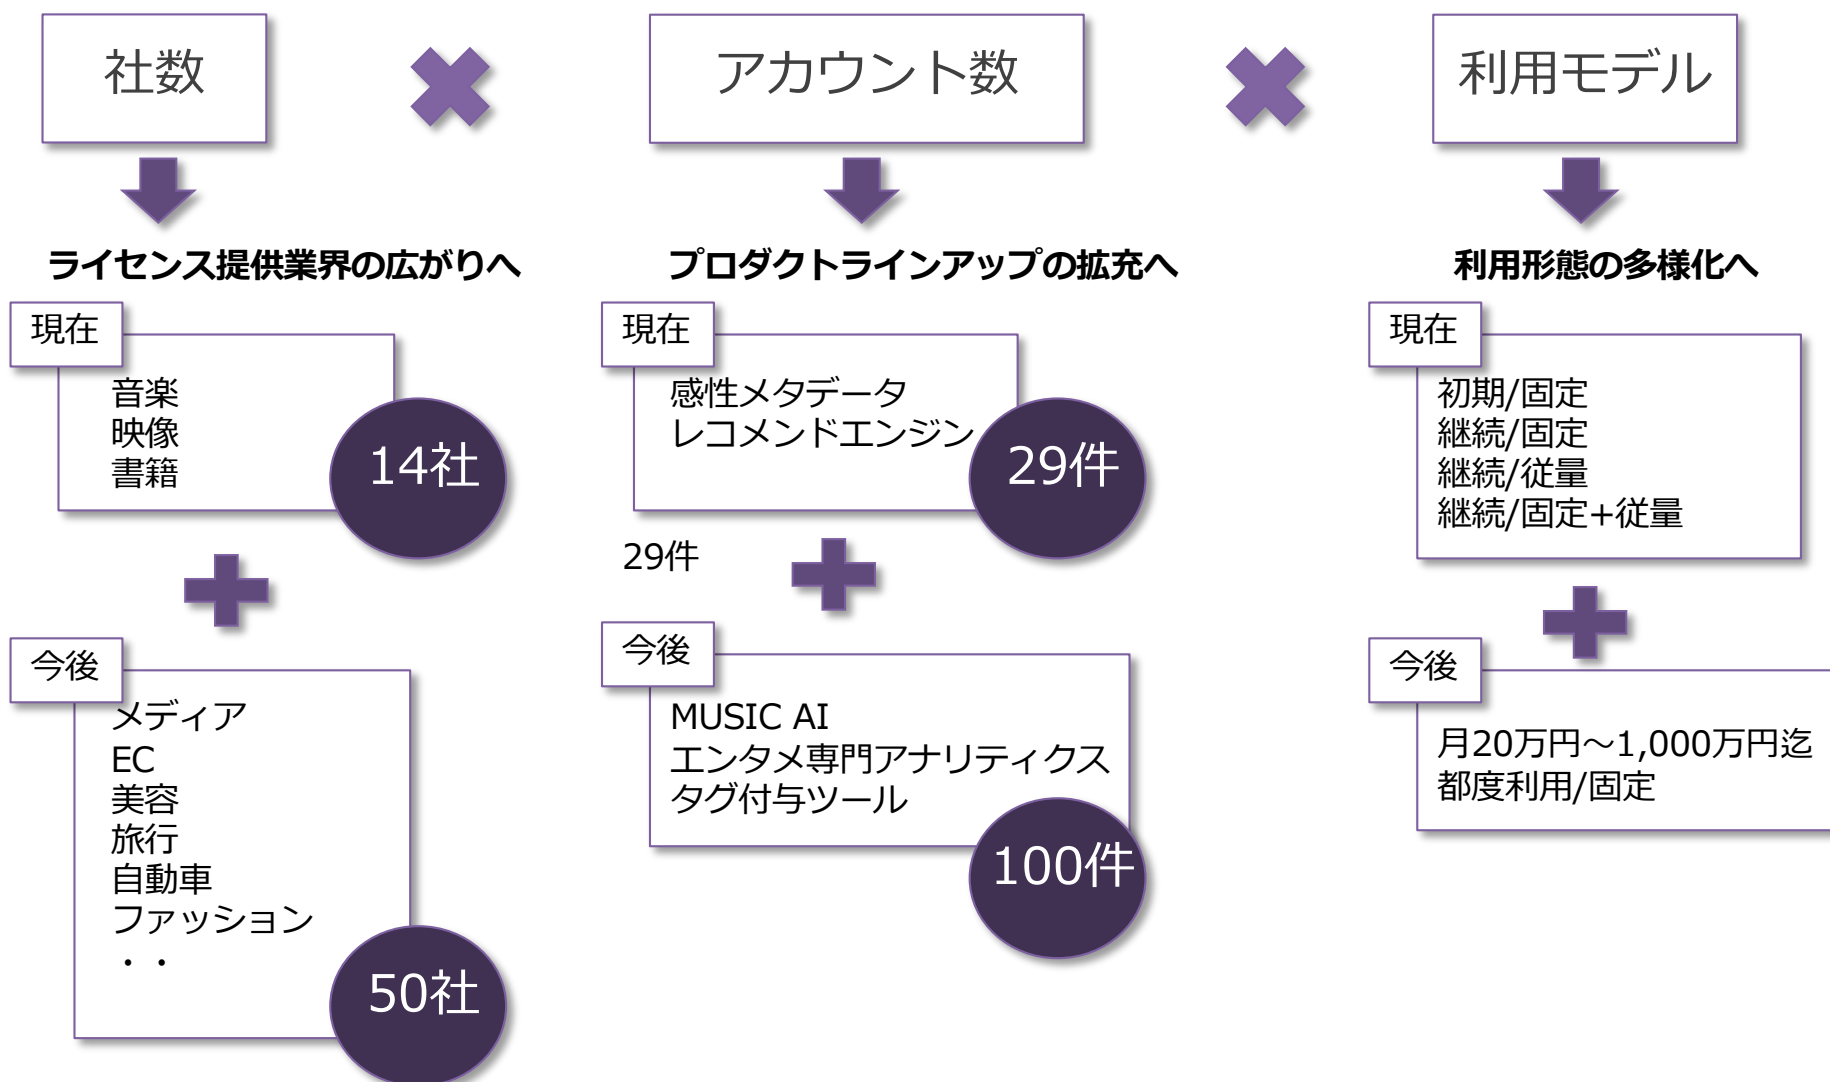 社数
アカウント数
利用モデル
ライセンス提供業界の広がりへ
現在
音楽
映像
書籍
14社
今後
メディア
EC
美容
旅行
自動車
ファッション
・・
50社
プロダクトラインアップの拡充へ
現在
感性メタデータ
レコメンドエンジン
29件
29件
今後
MUSIC AI
エンタメ専門アナリティクス
タグ付与ツール
100件
利用形態の多様化へ
現在
初期/固定
継続/固定
継続/従量
継続/固定+従量
今後
月20万円～1,000万円迄
都度利用/固定